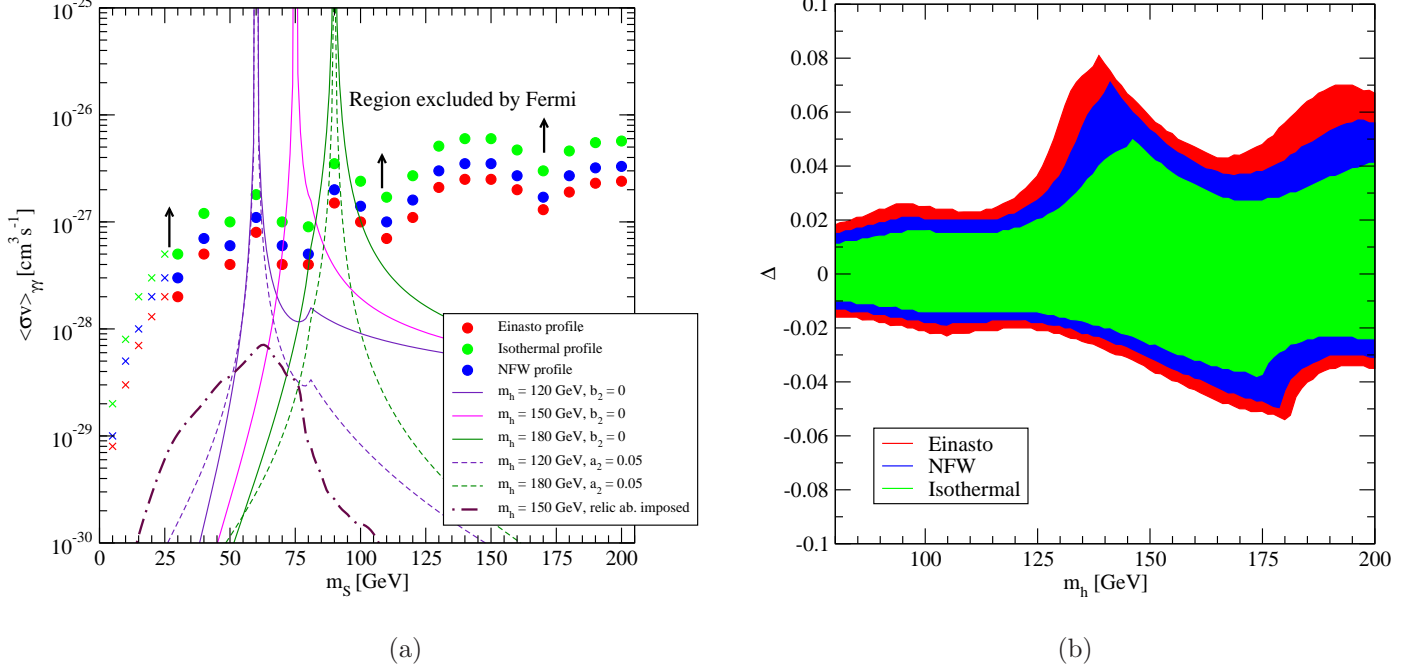 10^-25
10^-26
10^-27
10^-28
10^-29
10^-30
<σv>γγ [cm^3 s^-1]
Region excluded by Fermi
Einasto profile
Isothermal profile
NFW profile
m_h = 120 GeV, b_2 = 0
m_h = 150 GeV, b_2 = 0
m_h = 180 GeV, b_2 = 0
m_h = 120 GeV, a_2 = 0.05
m_h = 180 GeV, a_2 = 0.05
m_h = 150 GeV, relic ab. imposed
0 25 50 75 100 125 150 175 200
m_S [GeV]
(a)
0.1
0.08
0.06
0.04
0.02
0
-0.02
-0.04
-0.06
-0.08
-0.1
Δ
Einasto
NFW
Isothermal
100 125 150 175 200
m_h [GeV]
(b)